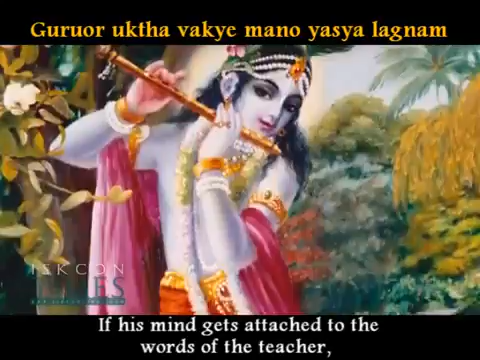 Guruor uktha vakye mano yasya lagnam
ISKCON
If his mind gets attached to the
words of the teacher,